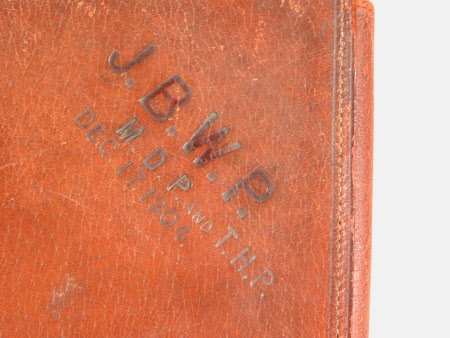 J.B.W.P.
M.D.P. AND T.H.P.
DEC. 17, 1904.